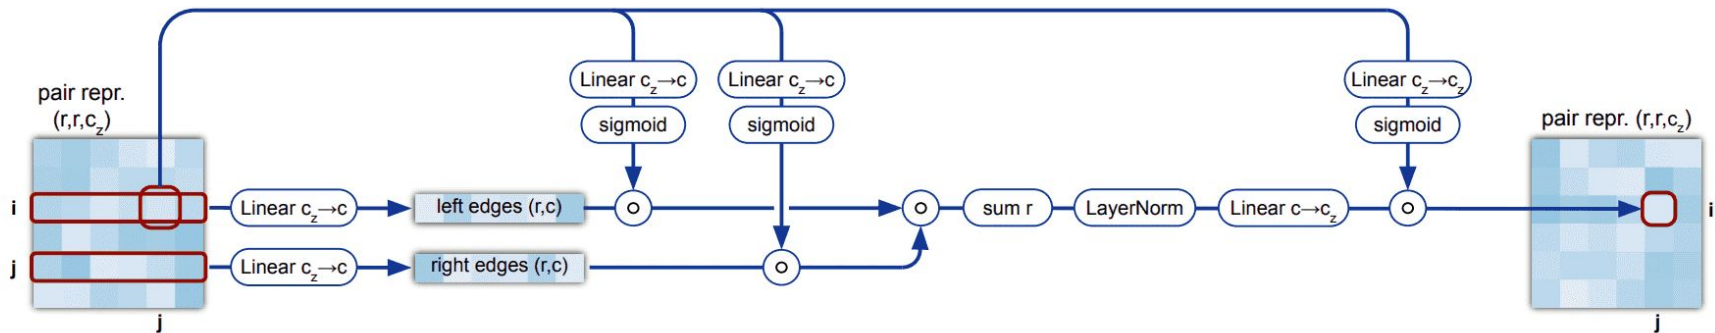 Linear c_z→c
Linear c_z→c
Linear c_z→c_z
pair repr.
(r,r,c_z)
sigmoid
sigmoid
sigmoid
pair repr. (r,r,c_z)
i
Linear c_z→c
left edges (r,c)
sum r
LayerNorm
Linear c→c_z
i
j
Linear c_z→c
right edges (r,c)
j
j